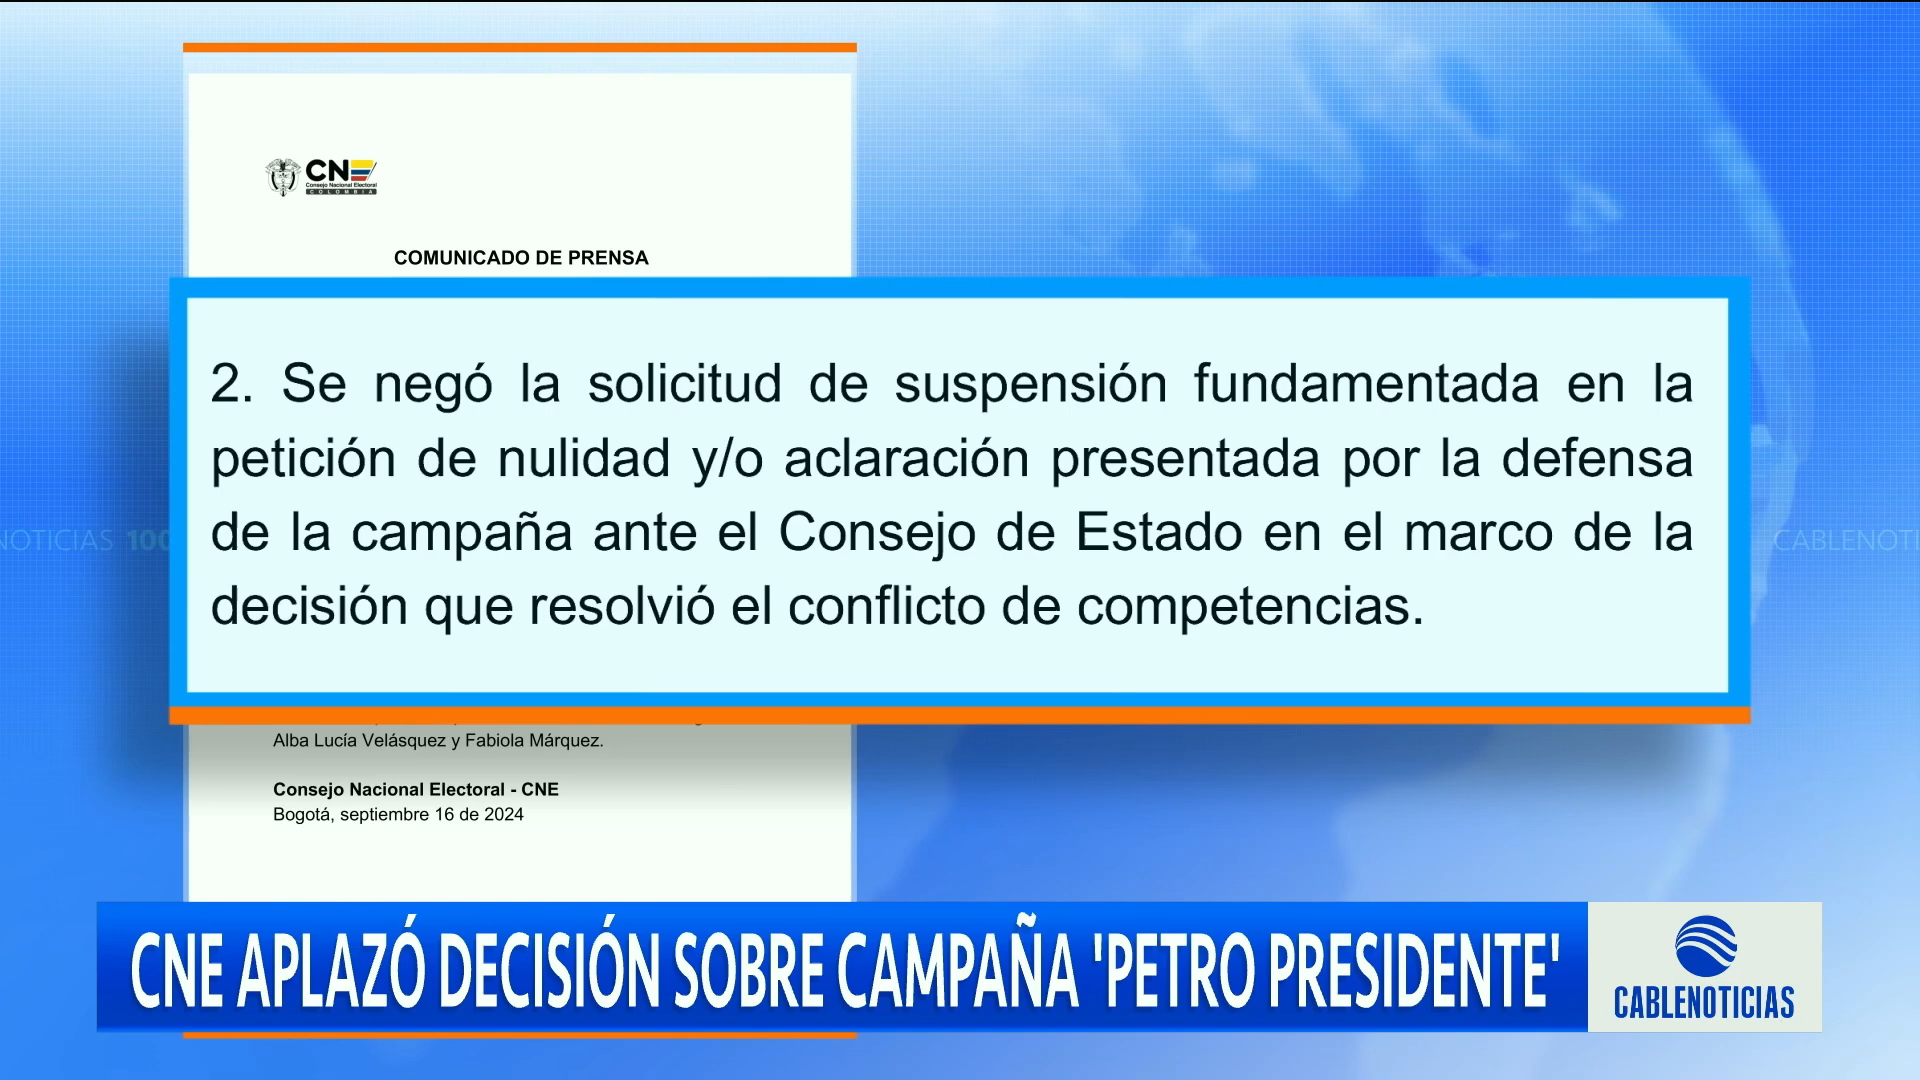 CNE
Consejo Nacional Electoral
COLOMBIA
COMUNICADO DE PRENSA
2. Se negó la solicitud de suspensión fundamentada en la
petición de nulidad y/o aclaración presentada por la defensa
de la campaña ante el Consejo de Estado en el marco de la
decisión que resolvió el conflicto de competencias.
NOTICIAS 100
CABLENOTI
Alba Lucía Velásquez y Fabiola Márquez.
Consejo Nacional Electoral - CNE
Bogotá, septiembre 16 de 2024
CNE APLAZÓ DECISIÓN SOBRE CAMPAÑA 'PETRO PRESIDENTE'
CABLENOTICIAS